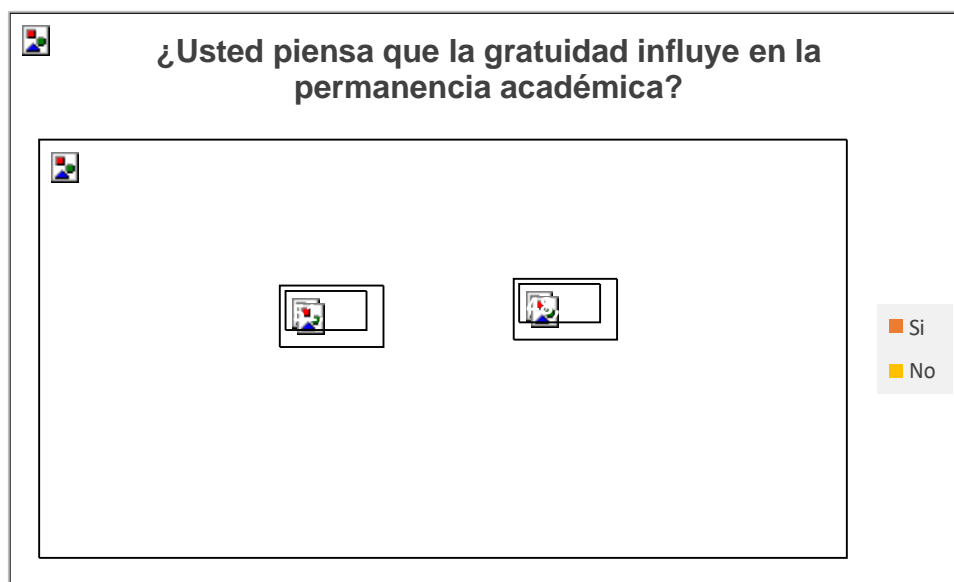 ¿Usted piensa que la gratuidad influye en la
permanencia académica?
Si
No